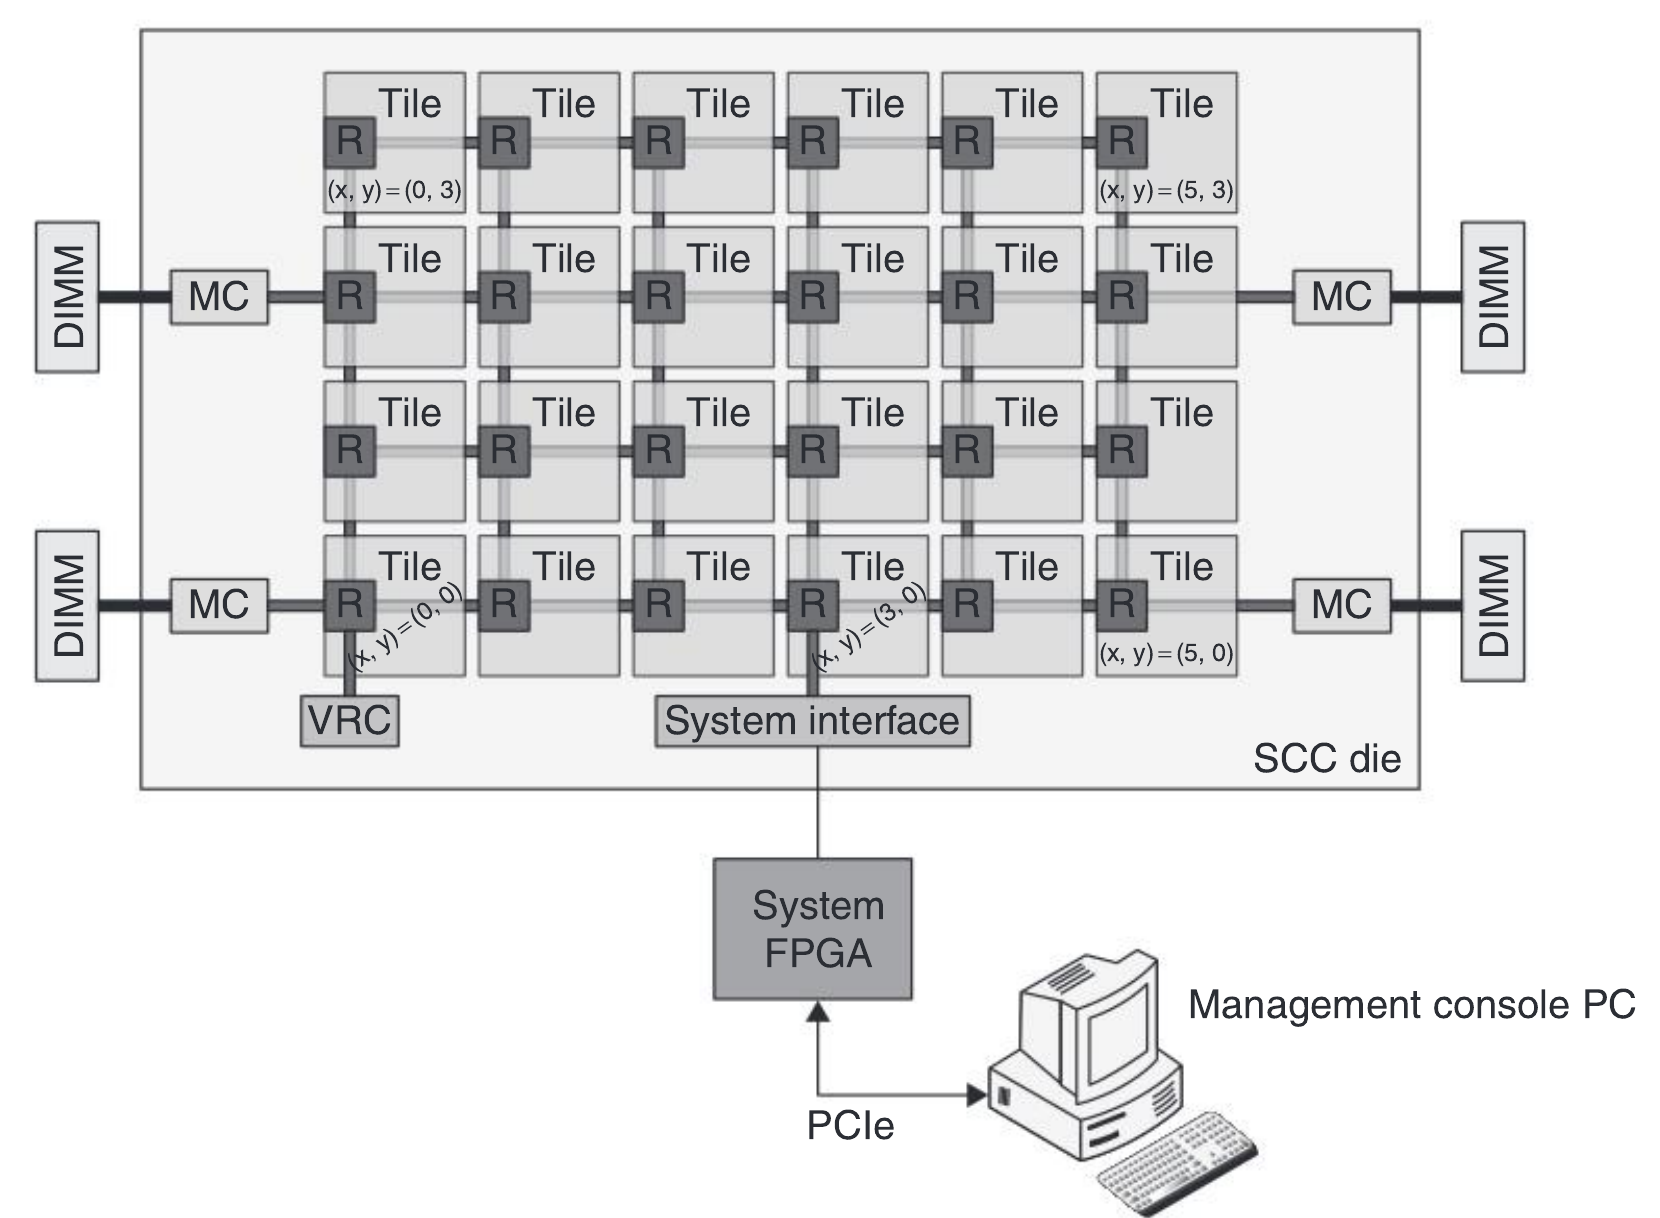 Tile Tile Tile Tile Tile Tile
R R R R R R
(x, y)=(0, 3) (x, y)=(5, 3)
Tile Tile Tile Tile Tile Tile
DIMM MC R R R R R R MC DIMM
Tile Tile Tile Tile Tile Tile
R R R R R R
Tile Tile Tile Tile Tile Tile
DIMM MC R R R R R R MC DIMM
(x, y)=(0, 0) (x, y)=(3, 0) (x, y)=(5, 0)
VRC System interface
SCC die
System
FPGA
Management console PC
PCIe